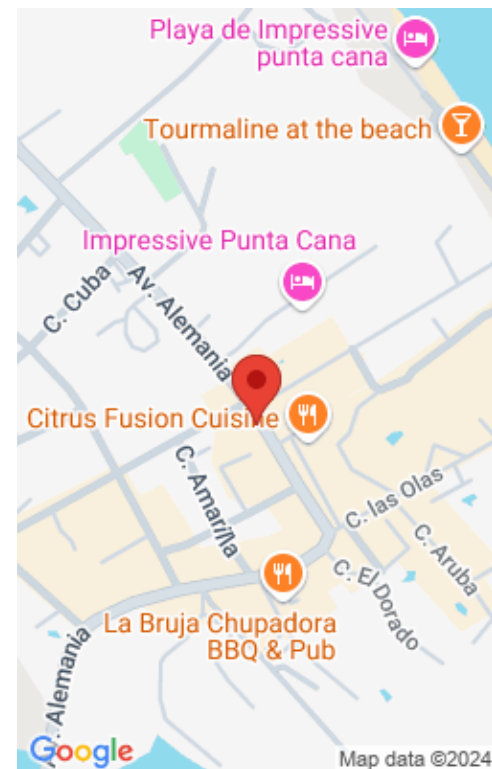 Playa de Impressive
punta cana
Tourmaline at the beach
Impressive Punta Cana
C. Cuba
Av. Alemania
Citrus Fusion Cuisine
C. Amarilla
C. las Olas
C. Aruba
C. El Dorado
La Bruja Chupadora
BBQ & Pub
Av. Alemania
Google
Map data ©2024